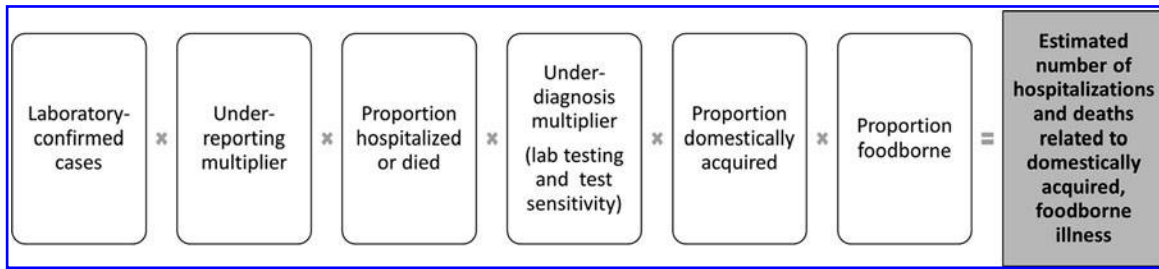 Laboratory-
confirmed
cases
×
Under-
reporting
multiplier
×
Proportion
hospitalized
or died
×
Under-
diagnosis
multiplier
(lab testing
and test
sensitivity)
×
Proportion
domestically
acquired
×
Proportion
foodborne
=
Estimated
number of
hospitalizations
and deaths
related to
domestically
acquired,
foodborne
illness